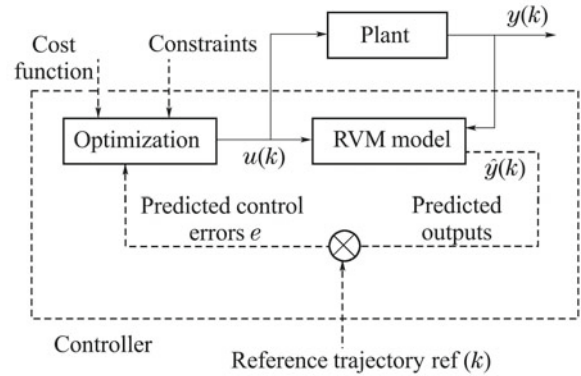 y(k)
Plant
Cost
function
Constraints
Optimization
u(k)
RVM model
ŷ(k)
Predicted control
errors e
Predicted
outputs
Controller
Reference trajectory ref (k)